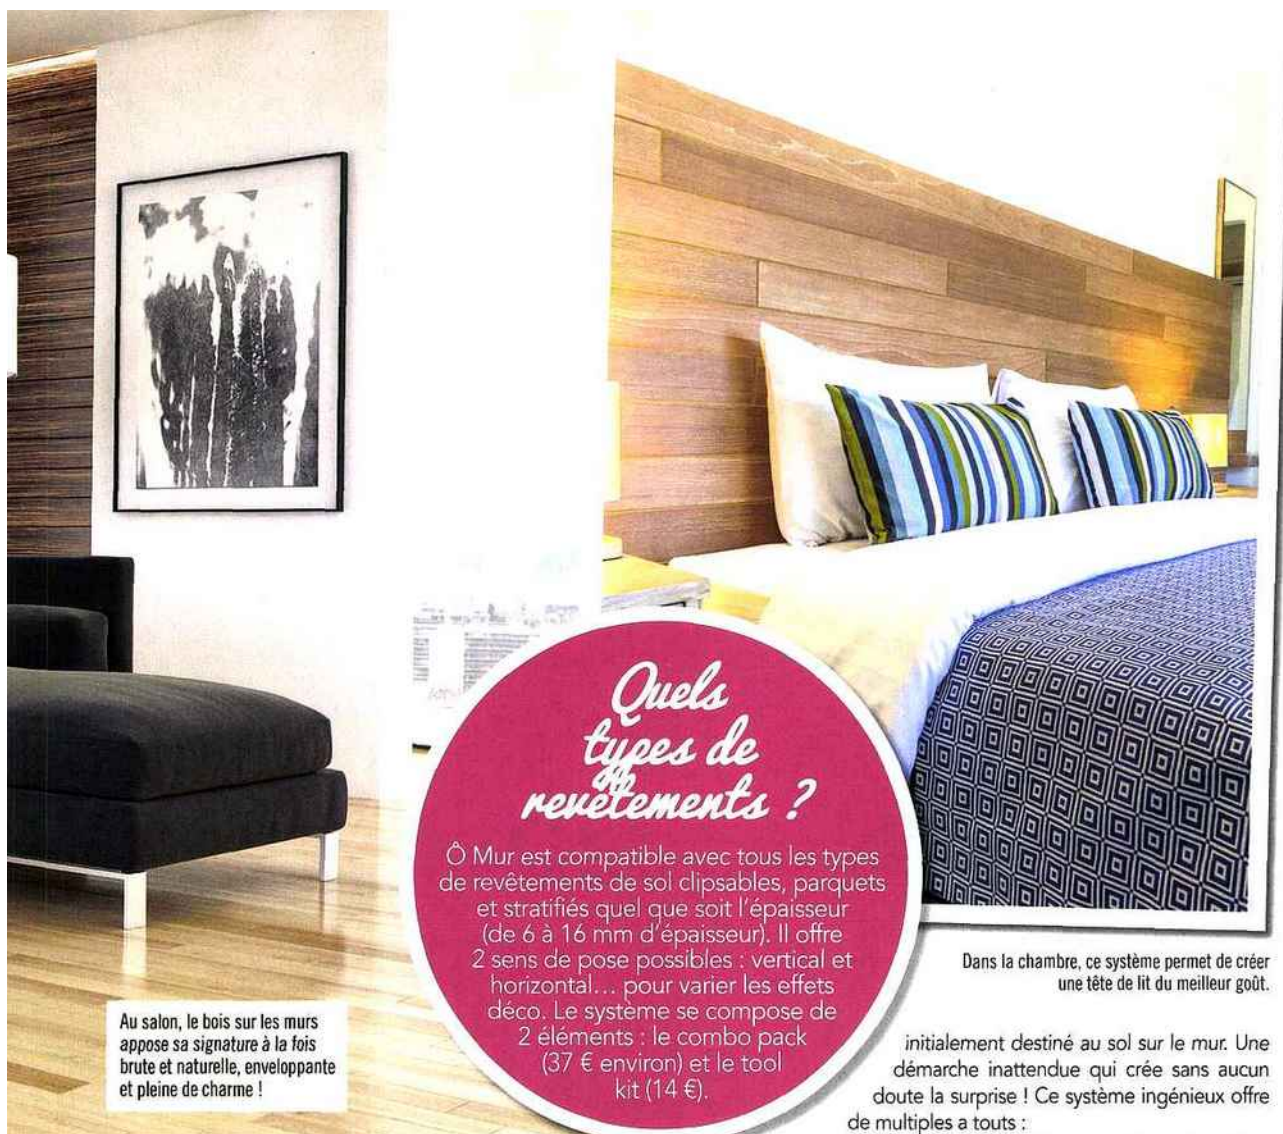 Quels
types de
revêtements ?
Ô Mur est compatible avec tous les types
de revêtements de sol clipsables, parquets
et stratifiés quel que soit l'épaisseur
(de 6 à 16 mm d'épaisseur). Il offre
2 sens de pose possibles : vertical et
horizontal... pour varier les effets
déco. Le système se compose de
2 éléments : le combo pack
(37 € environ) et le tool
kit (14 €).
Au salon, le bois sur les murs
appose sa signature à la fois
brute et naturelle, enveloppante
et pleine de charme !
Dans la chambre, ce système permet de créer
une tête de lit du meilleur goût.
initialement destiné au sol sur le mur. Une
démarche inattendue qui crée sans aucun
doute la surprise ! Ce système ingénieux offre
de multiples a touts :